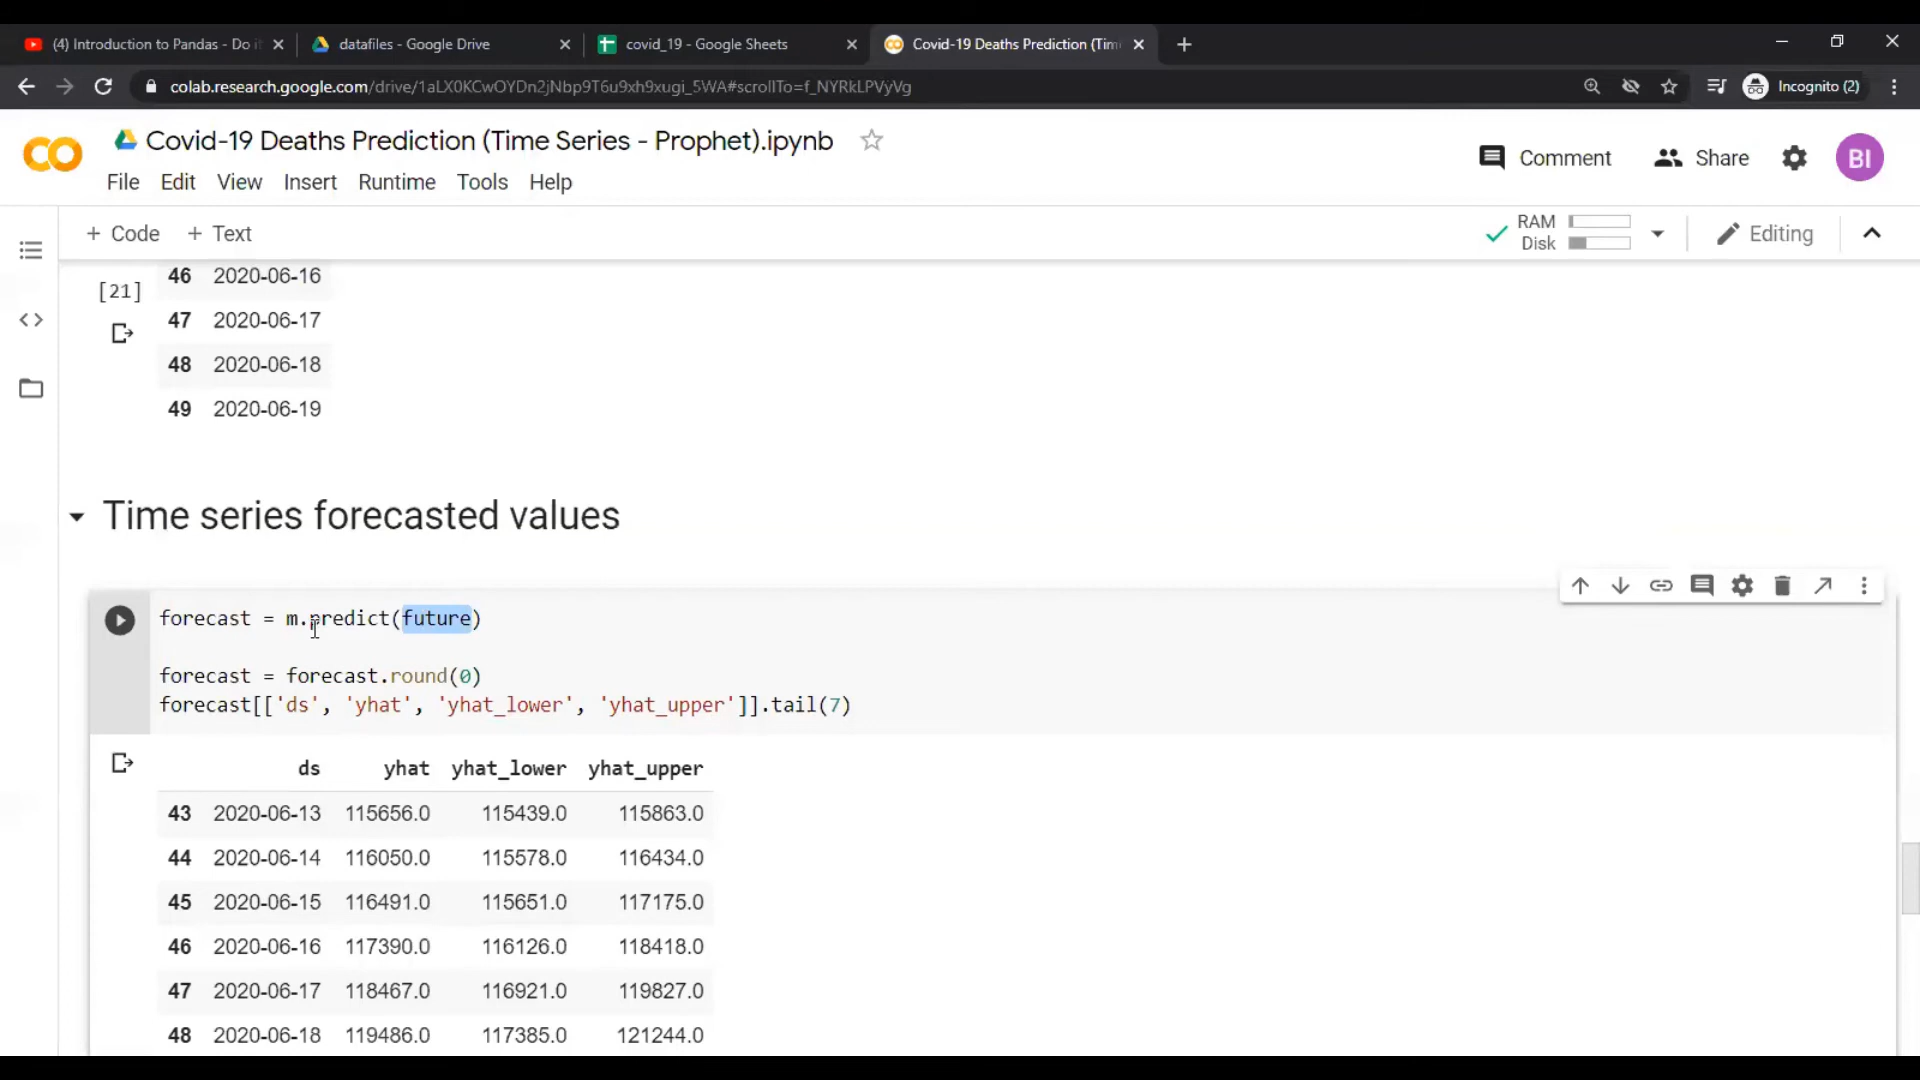 (4) Introduction to Pandas - Do it
datafiles - Google Drive
covid_19 - Google Sheets
Covid-19 Deaths Prediction (Tim
colab.research.google.com/drive/1aLX0KCwOYDn2jNbp9T6u9xh9xugi_5WA#scrollTo=f_NYRkLPVyVg
Incognito (2)
Covid-19 Deaths Prediction (Time Series - Prophet).ipynb
Comment
Share
BI
File Edit View Insert Runtime Tools Help
+ Code + Text
RAM
Disk
Editing
[21]
46 2020-06-16
47 2020-06-17
48 2020-06-18
49 2020-06-19
Time series forecasted values
forecast = m.predict(future)
forecast = forecast.round(0)
forecast[['ds', 'yhat', 'yhat_lower', 'yhat_upper']].tail(7)
ds yhat yhat_lower yhat_upper
43 2020-06-13 115656.0 115439.0 115863.0
44 2020-06-14 116050.0 115578.0 116434.0
45 2020-06-15 116491.0 115651.0 117175.0
46 2020-06-16 117390.0 116126.0 118418.0
47 2020-06-17 118467.0 116921.0 119827.0
48 2020-06-18 119486.0 117385.0 121244.0